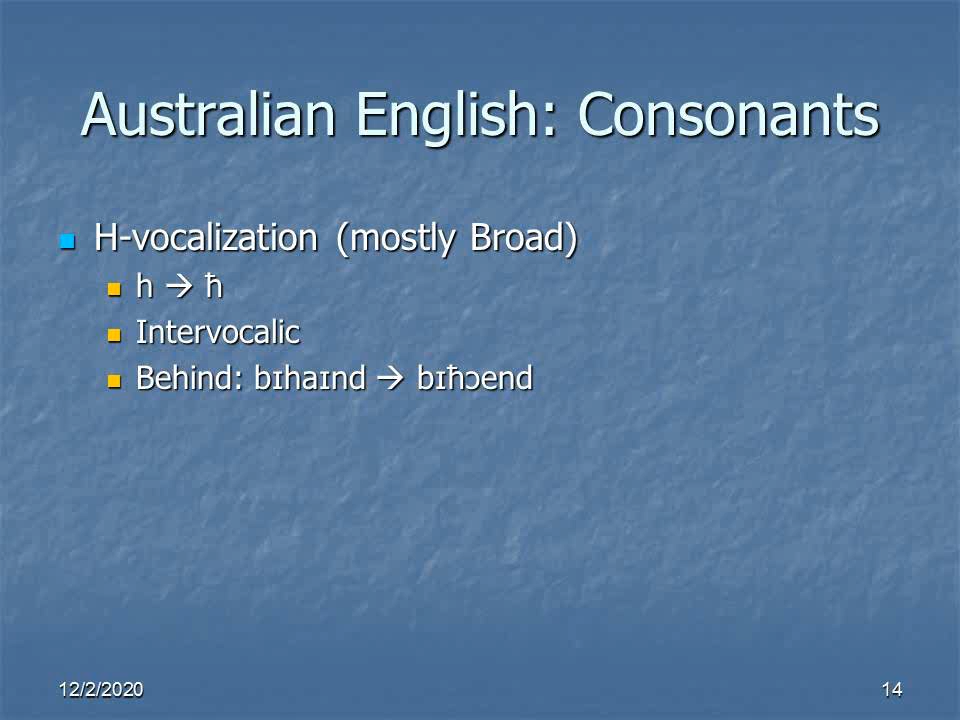 Australian English: Consonants
H-vocalization (mostly Broad)
h → ħ
Intervocalic
Behind: bɪhaɪnd → bɪħɔend
12/2/2020
14